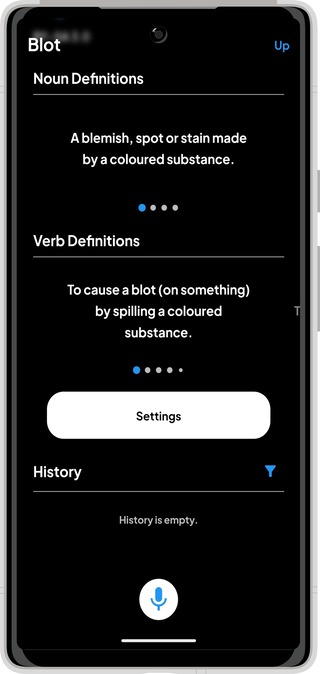 Blot
Up
Noun Definitions
A blemish, spot or stain made
by a coloured substance.
Verb Definitions
To cause a blot (on something)
by spilling a coloured
substance.
T
Settings
History
History is empty.